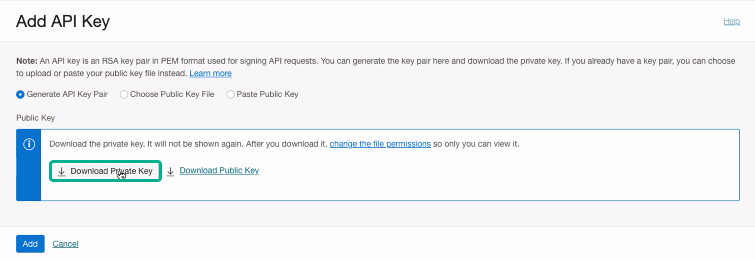 Add API Key
Help
Note: An API key is an RSA key pair in PEM format used for signing API requests. You can generate the key pair here and download the private key. If you already have a key pair, you can choose
to upload or paste your public key file instead. Learn more
Generate API Key Pair Choose Public Key File Paste Public Key
Public Key
Download the private key. It will not be shown again. After you download it, change the file permissions so only you can view it.
Download Private Key Download Public Key
Add Cancel